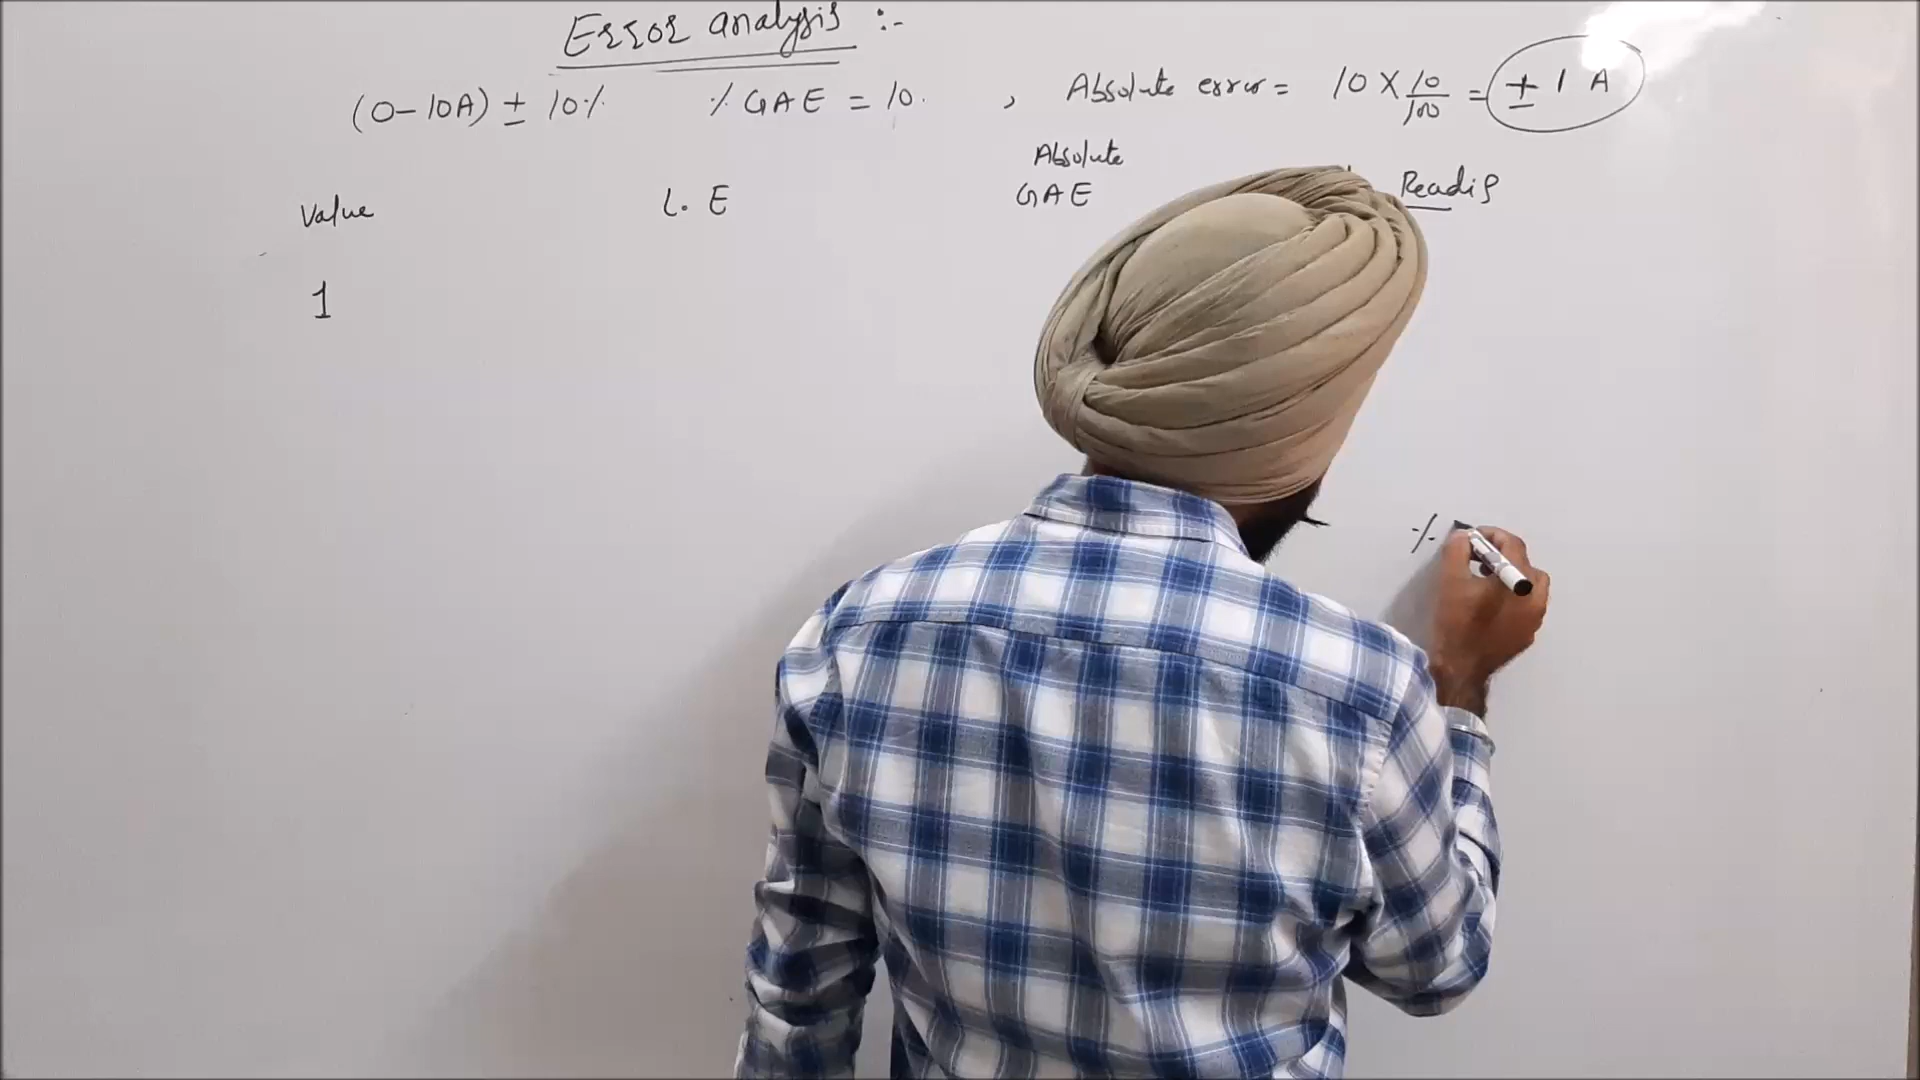 Error analysis :-
(0-10A) ± 10% % GAE = 10. , Absolute error = 10 X 10/100 = ± 1 A
Absolute
Value L. E GAE Readig
1
%